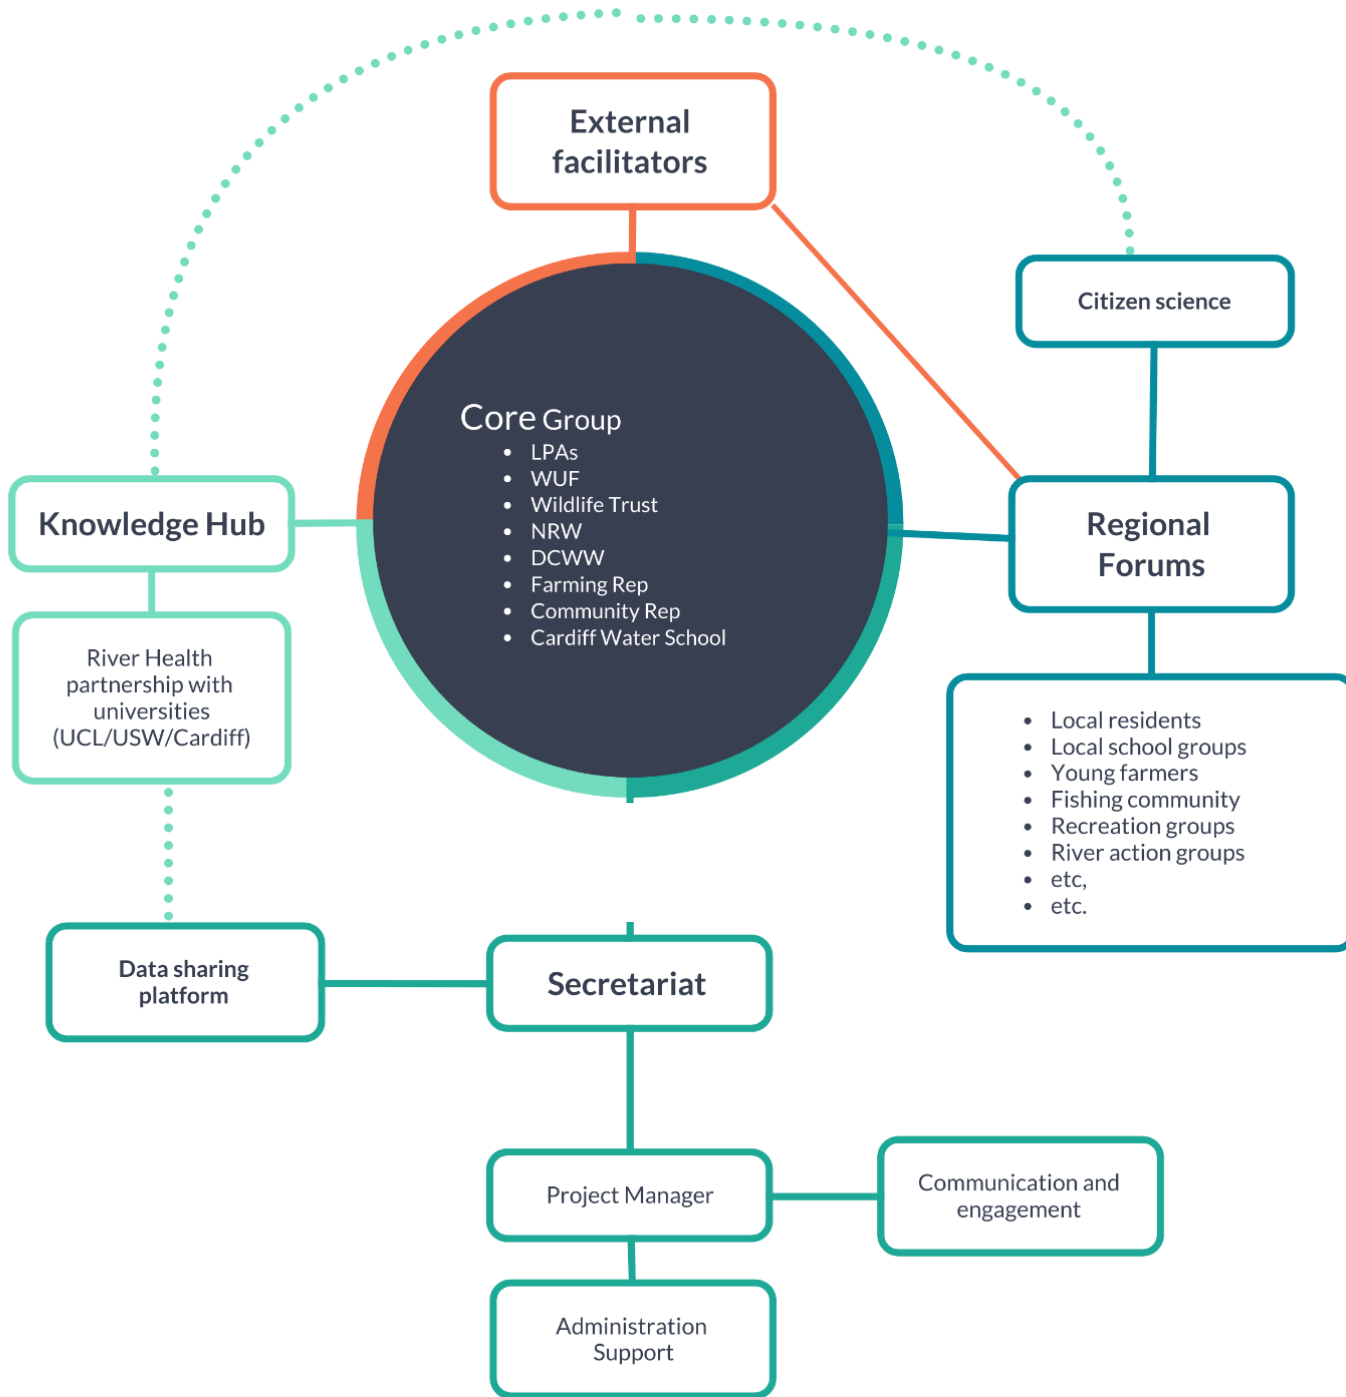 External
facilitators
Citizen science
Core Group
• LPAs
• WUF
• Wildlife Trust
• NRW
• DCWW
• Farming Rep
• Community Rep
• Cardiff Water School
Knowledge Hub
Regional
Forums
River Health
partnership with
universities
(UCL/USW/Cardiff)
• Local residents
• Local school groups
• Young farmers
• Fishing community
• Recreation groups
• River action groups
• etc,
• etc.
Data sharing
platform
Secretariat
Project Manager
Communication and
engagement
Administration
Support